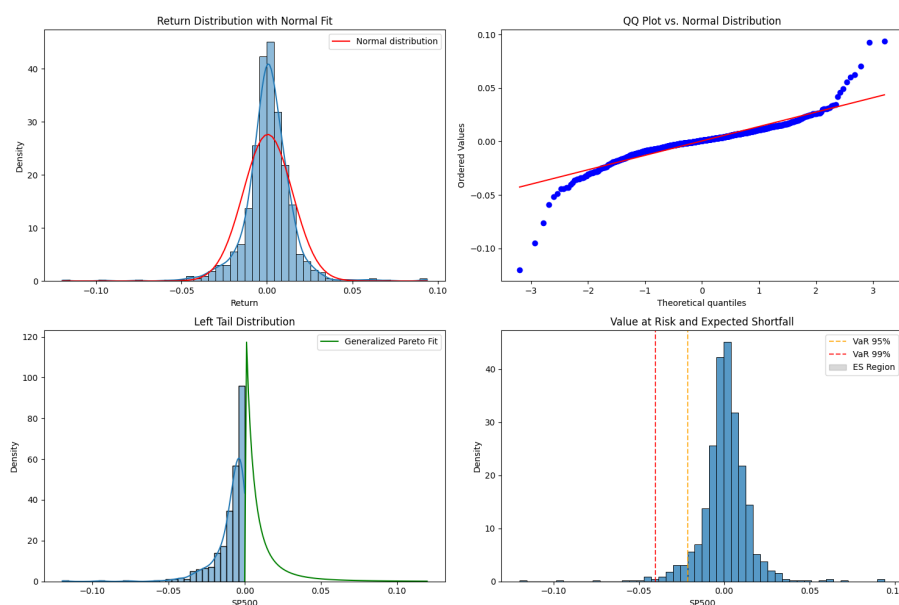 Return Distribution with Normal Fit
Normal distribution
Density
40
30
20
10
0
−0.10
−0.05
0.00
0.05
0.10
Return
QQ Plot vs. Normal Distribution
Ordered Values
0.10
0.05
0.00
−0.05
−0.10
−3
−2
−1
0
1
2
3
Theoretical quantiles
Left Tail Distribution
Generalized Pareto Fit
Density
120
100
80
60
40
20
0
−0.10
−0.05
0.00
0.05
0.10
SP500
Value at Risk and Expected Shortfall
VaR 95%
VaR 99%
ES Region
Density
40
30
20
10
0
−0.10
−0.05
0.00
0.05
SP500